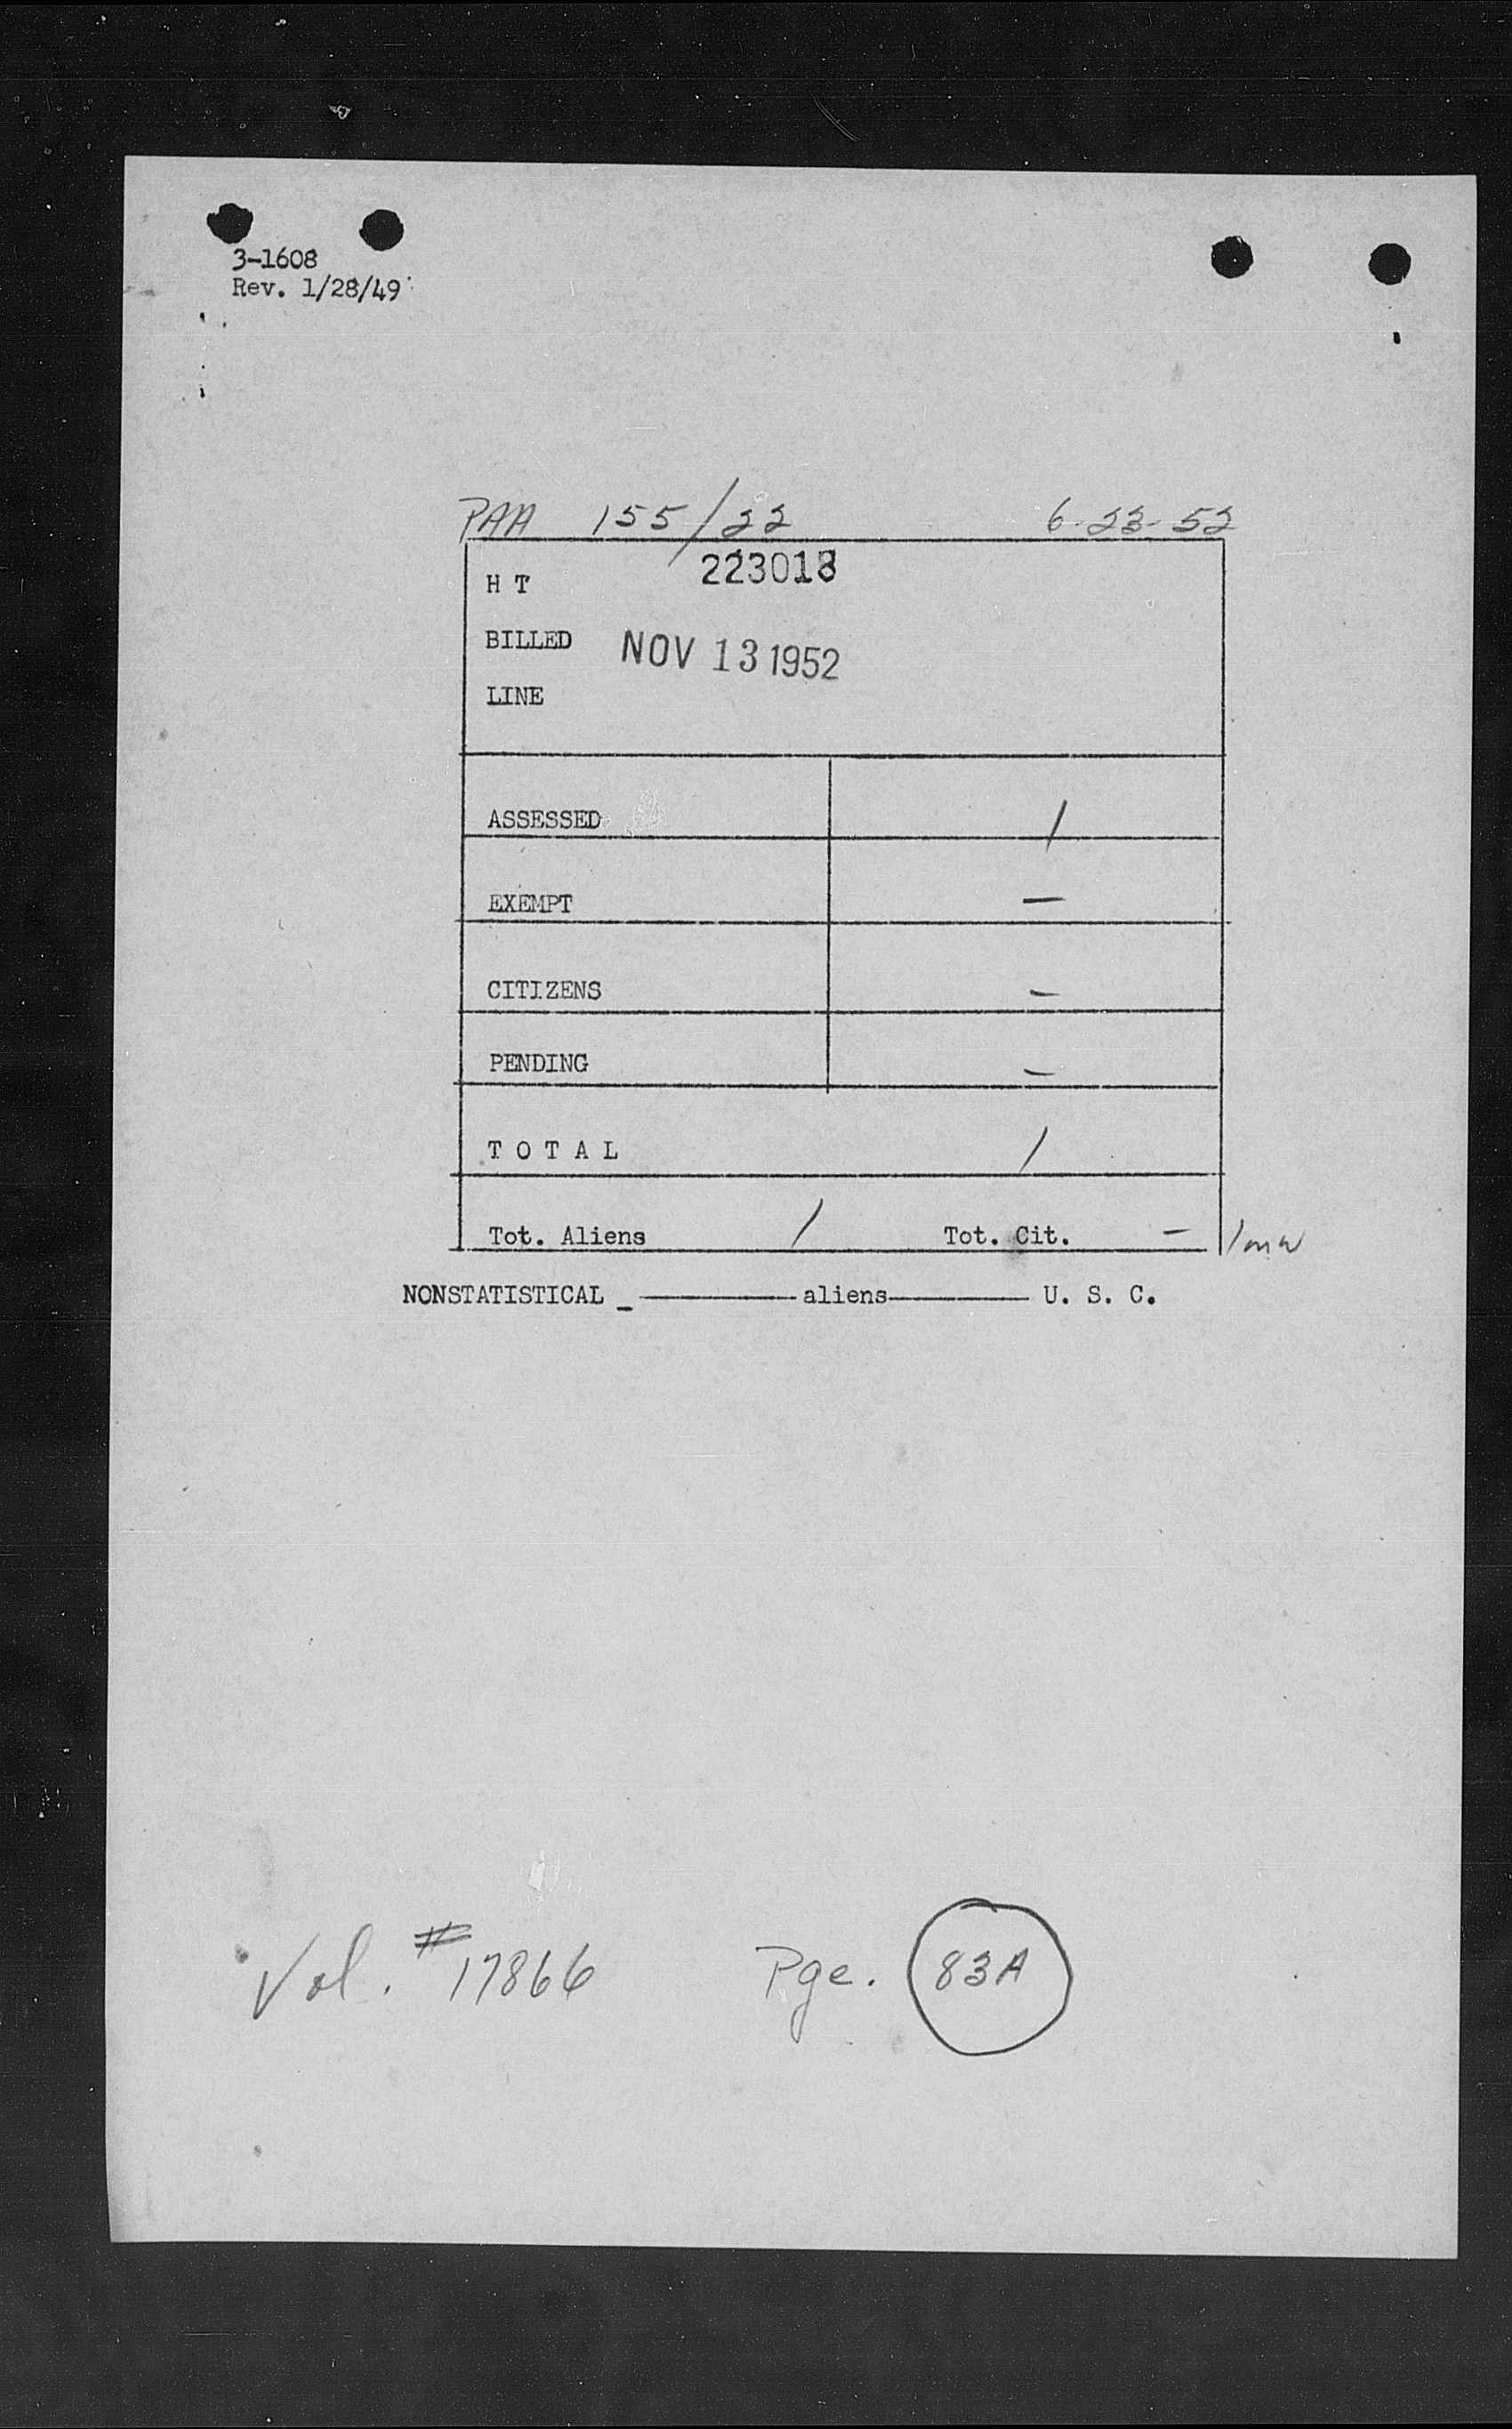 3-1608
Rev. 1/28/49
PAA 155/22 6-23-52
H T 223018
BILLED NOV 13 1952
LINE
ASSESSED 1
EXEMPT -
CITIZENS -
PENDING -
T O T A L 1
Tot. Aliens 1 Tot. Cit. -
NONSTATISTICAL - aliens U. S. C.
Vol. # 17866 Pge. 83A